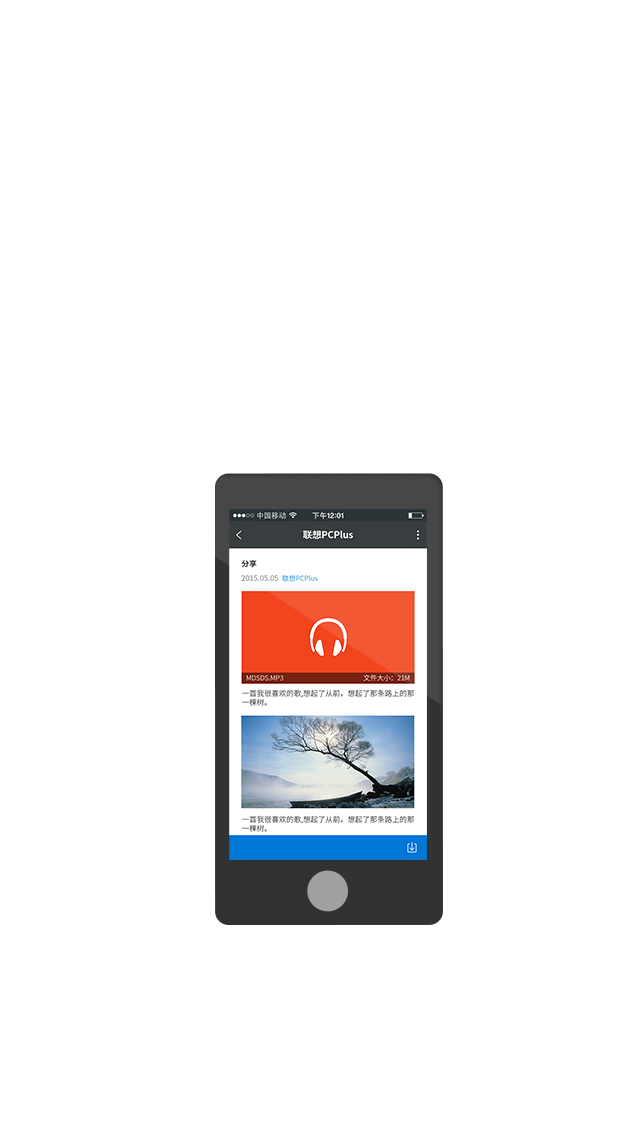 中国移动 下午12:01
联想PCPlus
分享
2015.05.05 联想PCPlus
MDSDS.MP3 文件大小：21M
一首我很喜欢的歌,想起了从前，想起了那条路上的那
一棵树。
一首我很喜欢的歌,想起了从前，想起了那条路上的那
一棵树。